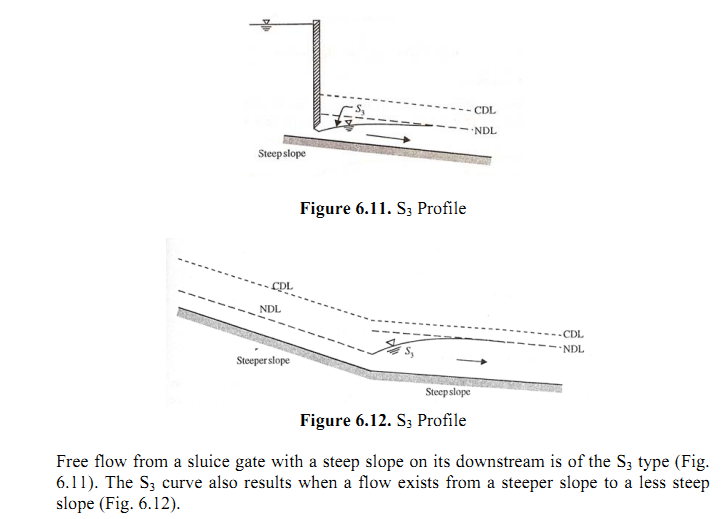 S₃
CDL
NDL
Steep slope
Figure 6.11. S₃ Profile
CDL
NDL
CDL
NDL
S₃
Steeper slope
Steep slope
Figure 6.12. S₃ Profile
Free flow from a sluice gate with a steep slope on its downstream is of the S₃ type (Fig.
6.11). The S₃ curve also results when a flow exists from a steeper slope to a less steep
slope (Fig. 6.12).